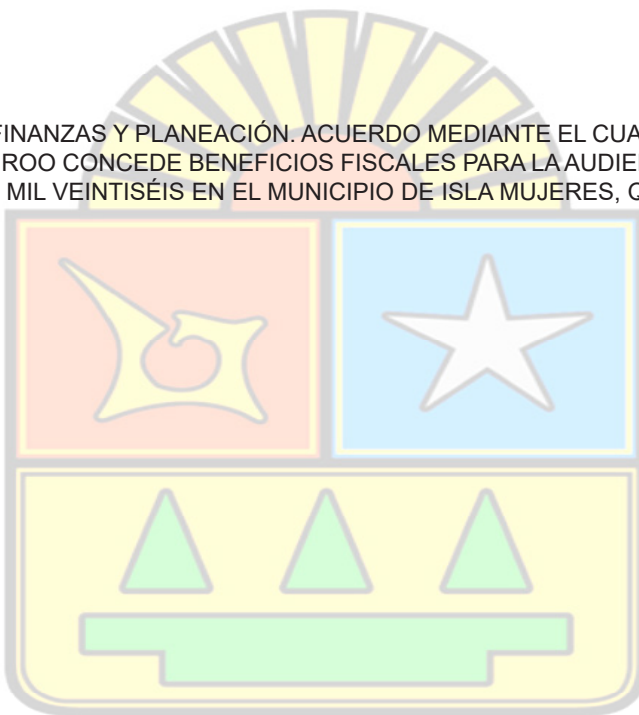 FINANZAS Y PLANEACIÓN. ACUERDO MEDIANTE EL CUA
ROO CONCEDE BENEFICIOS FISCALES PARA LA AUDIE
MIL VEINTISÉIS EN EL MUNICIPIO DE ISLA MUJERES, Q